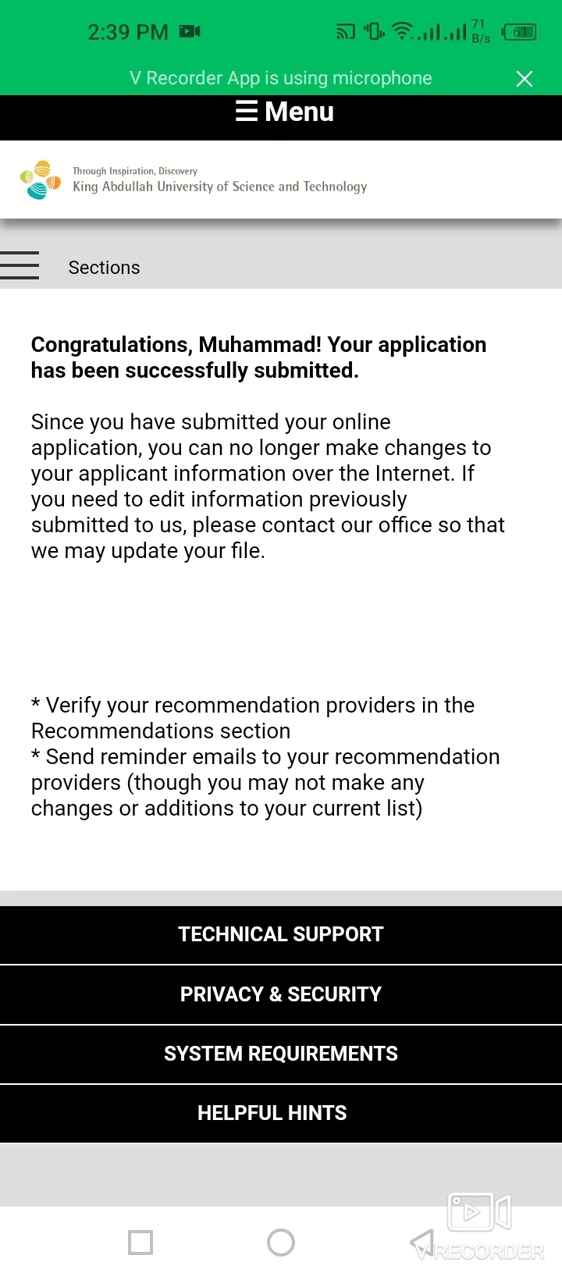 2:39 PM
71
B/s
61
V Recorder App is using microphone
Menu
Through Inspiration, Discovery
King Abdullah University of Science and Technology
Sections
Congratulations, Muhammad! Your application
has been successfully submitted.
Since you have submitted your online
application, you can no longer make changes to
your applicant information over the Internet. If
you need to edit information previously
submitted to us, please contact our office so that
we may update your file.
* Verify your recommendation providers in the
Recommendations section
* Send reminder emails to your recommendation
providers (though you may not make any
changes or additions to your current list)
TECHNICAL SUPPORT
PRIVACY & SECURITY
SYSTEM REQUIREMENTS
HELPFUL HINTS
V RECORDER